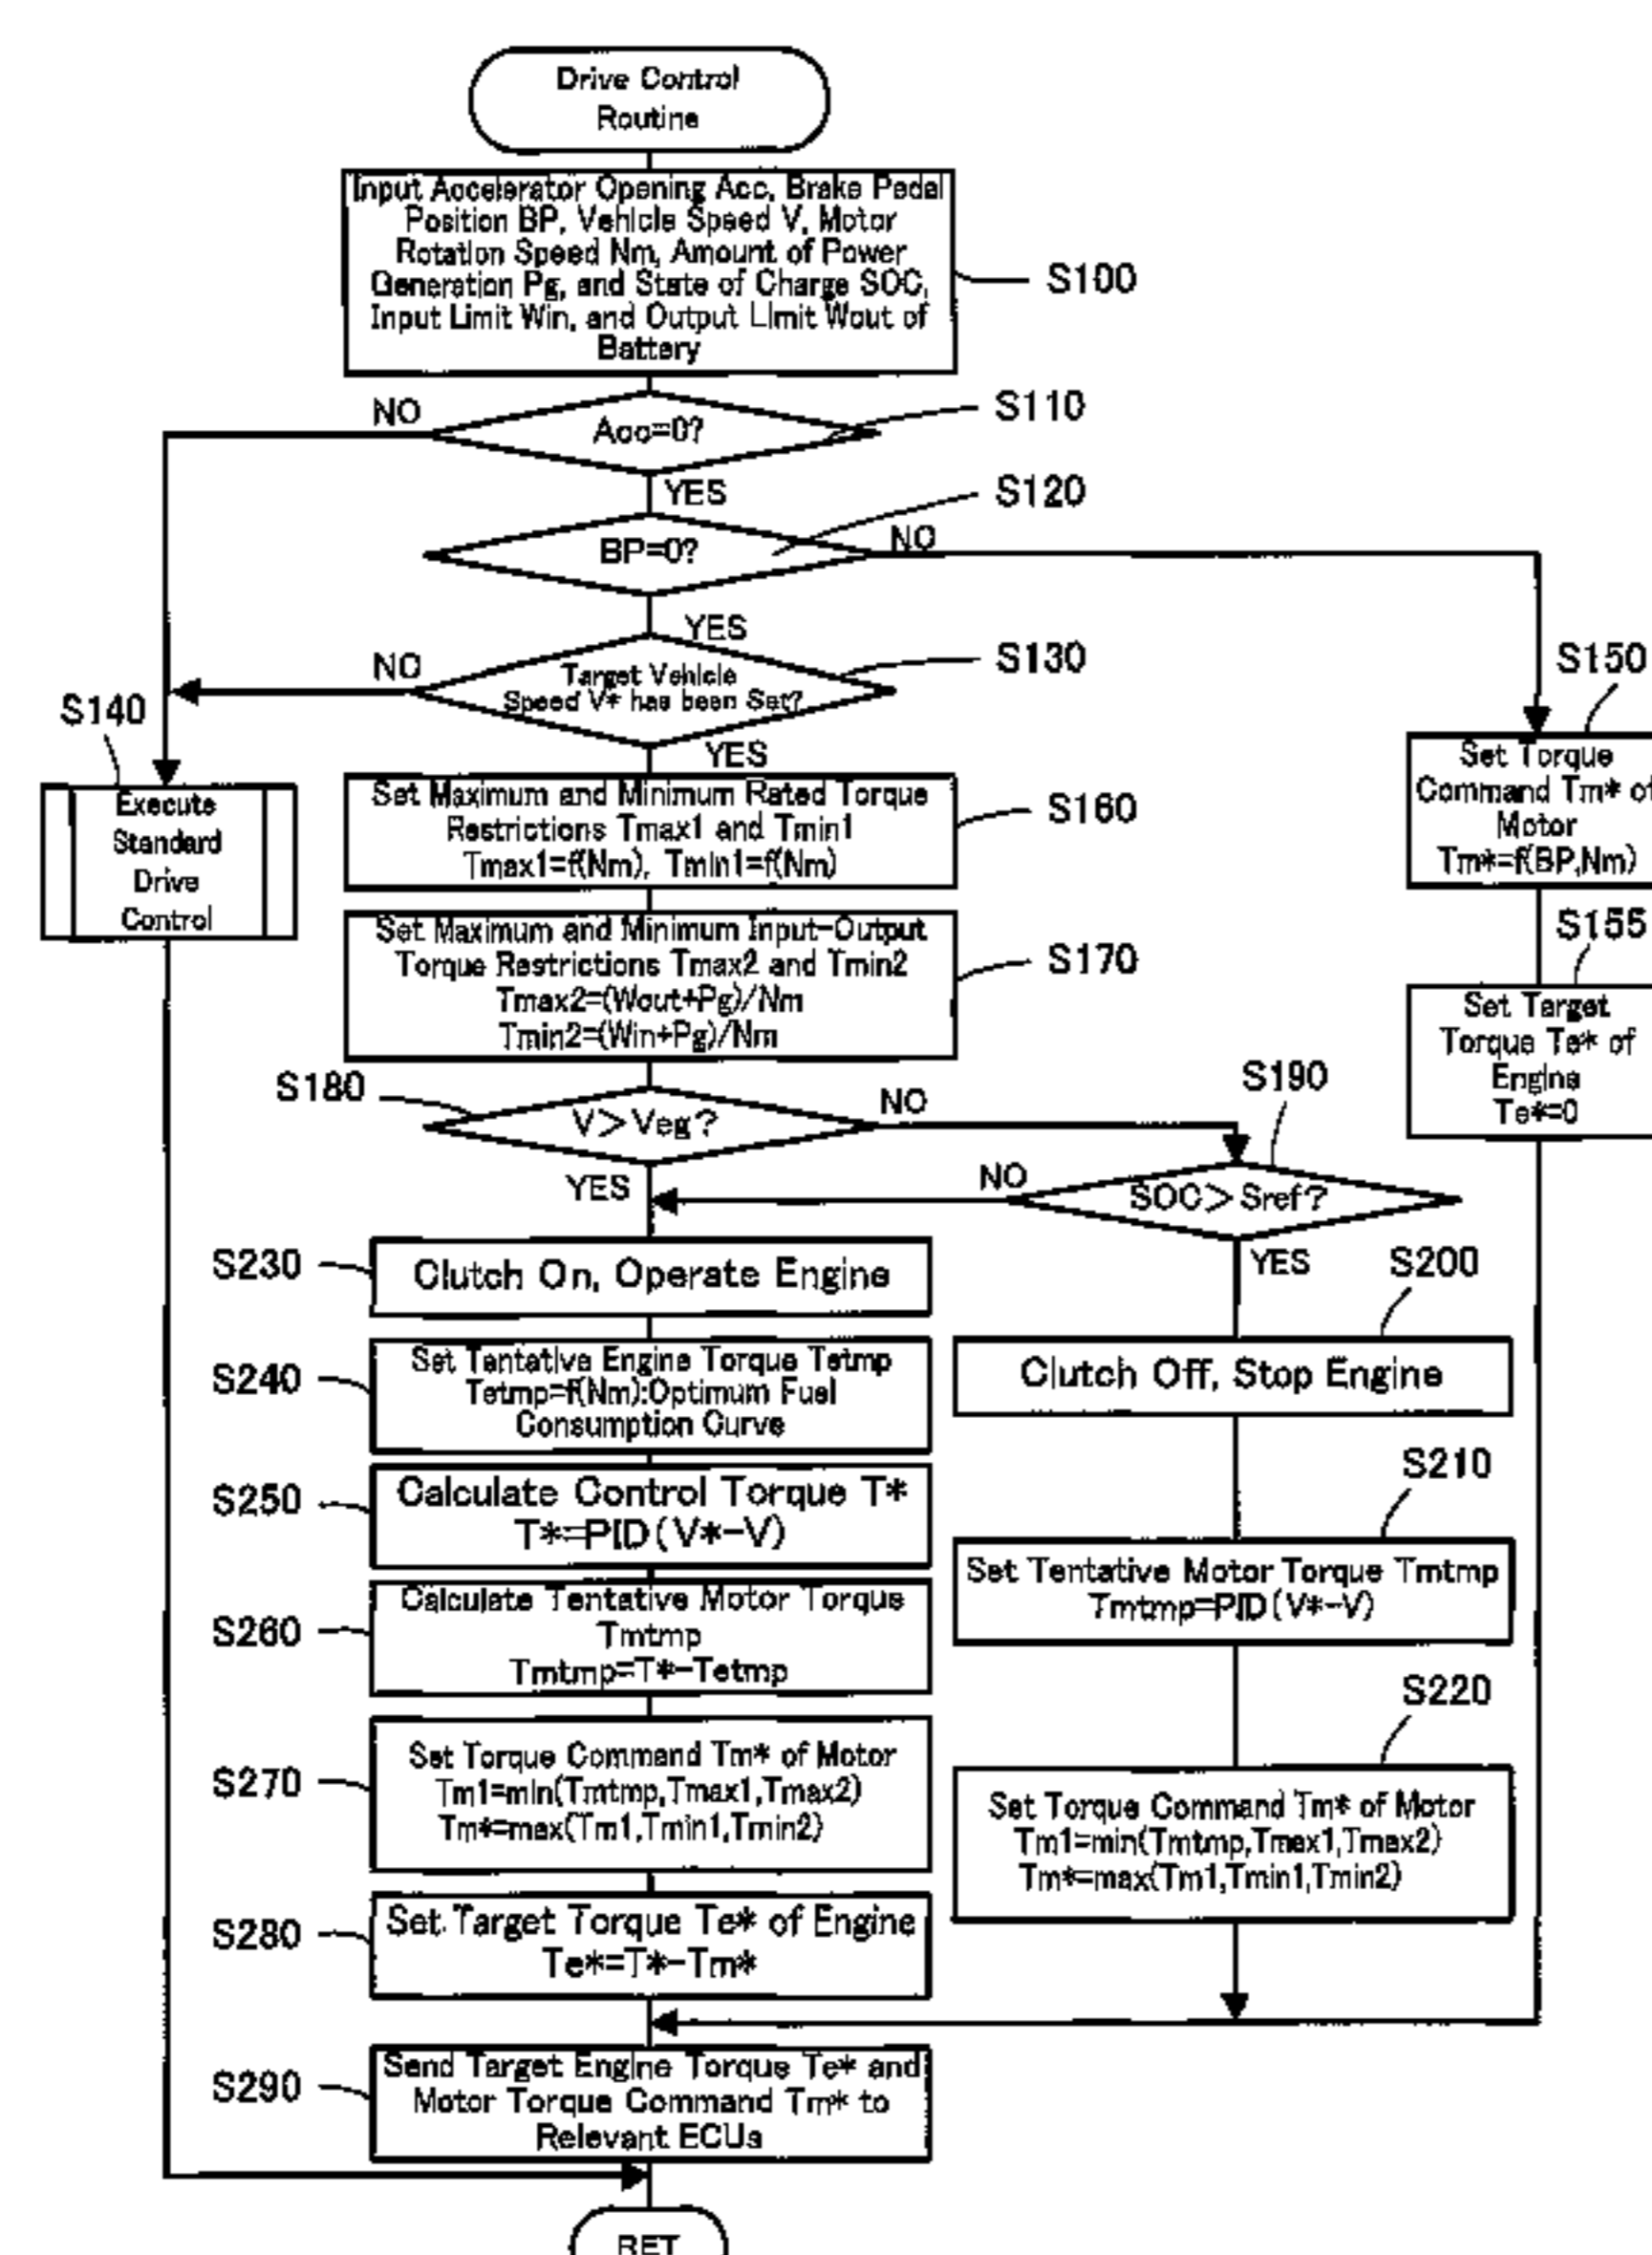 Drive Control
Routine
Input Accelerator Opening Acc, Brake Pedal
Position BP, Vehicle Speed V, Motor
Rotation Speed Nm, Amount of Power
Generation Pg, and State of Charge SOC,
Input Limit Win, and Output Limit Wout of
Battery
S100
NO
Acc=0?
S110
YES
S120
BP=0?
NO
YES
S130
NO
Target Vehicle
Speed V* has been Set?
S140
YES
S150
Execute
Standard
Drive
Control
Set Maximum and Minimum Rated Torque
Restrictions Tmax1 and Tmin1
Tmax1=f(Nm), Tmin1=f(Nm)
S160
Set Torque
Command Tm* of
Motor
Tm*=f(BP,Nm)
Set Maximum and Minimum Input-Output
Torque Restrictions Tmax2 and Tmin2
Tmax2=(Wout+Pg)/Nm
Tmin2=(Win+Pg)/Nm
S170
S155
Set Target
Torque Te* of
Engine
Te*=0
S180
V>Veg?
NO
S190
YES
NO
SOC>Sref?
YES
S230
Clutch On, Operate Engine
S200
Clutch Off, Stop Engine
S240
Set Tentative Engine Torque Tetmp
Tetmp=f(Nm):Optimum Fuel
Consumption Curve
S250
Calculate Control Torque T*
T*=PID(V*-V)
S210
Set Tentative Motor Torque Tmtmp
Tmtmp=PID(V*-V)
S260
Calculate Tentative Motor Torque
Tmtmp
Tmtmp=T*-Tetmp
S270
Set Torque Command Tm* of Motor
Tm1=min(Tmtmp,Tmax1,Tmax2)
Tm*=max(Tm1,Tmin1,Tmin2)
S220
Set Torque Command Tm* of Motor
Tm1=min(Tmtmp,Tmax1,Tmax2)
Tm*=max(Tm1,Tmin1,Tmin2)
S280
Set Target Torque Te* of Engine
Te*=T*-Tm*
S290
Send Target Engine Torque Te* and
Motor Torque Command Tm* to
Relevant ECUs
RET